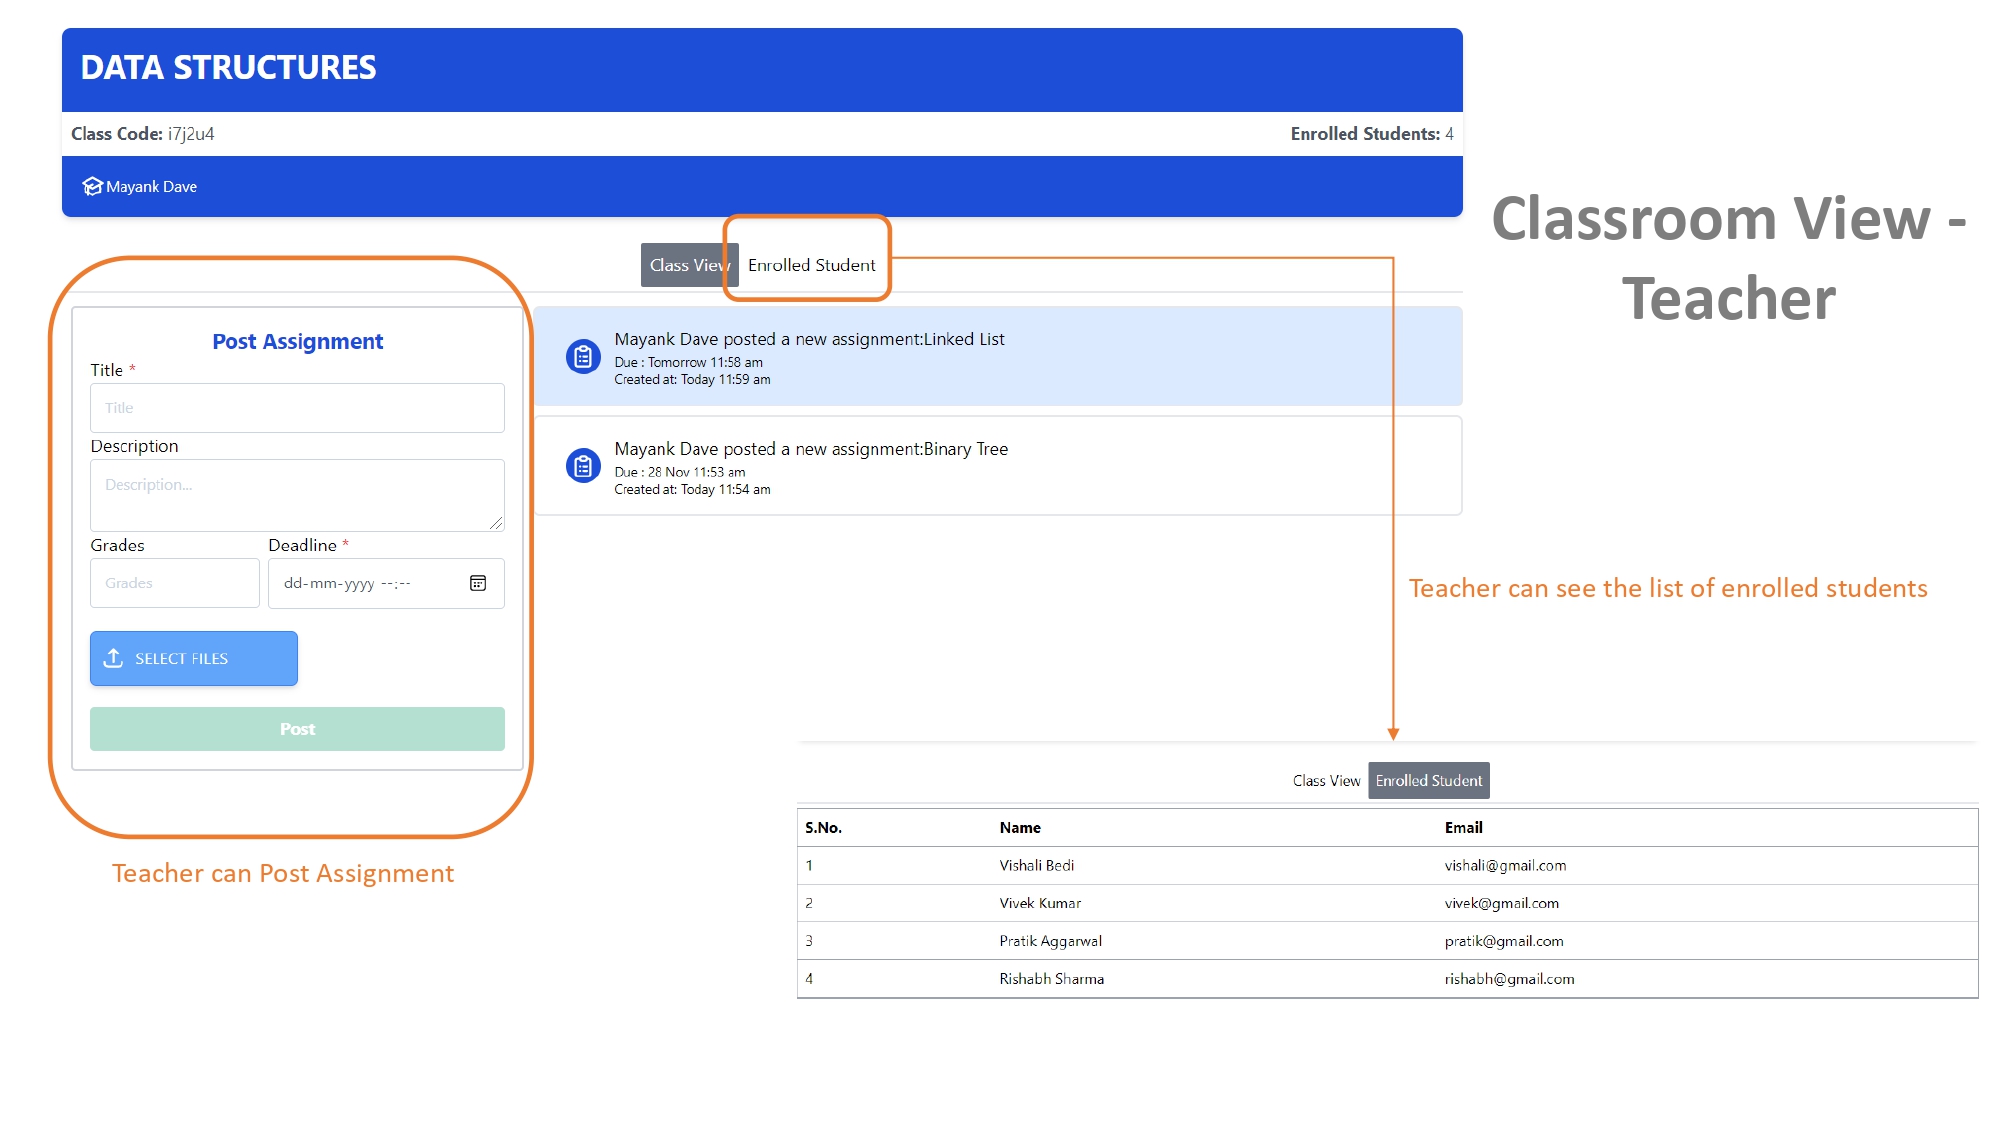 DATA STRUCTURES
Class Code: i7j2u4
Enrolled Students: 4
Mayank Dave
Classroom View -
Teacher
Class View
Enrolled Student
Post Assignment
Title *
Title
Description
Description...
Grades
Deadline *
Grades
dd-mm-yyyy --:--
SELECT FILES
Post
Teacher can Post Assignment
Mayank Dave posted a new assignment:Linked List
Due : Tomorrow 11:58 am
Created at: Today 11:59 am
Mayank Dave posted a new assignment:Binary Tree
Due : 28 Nov 11:53 am
Created at: Today 11:54 am
Teacher can see the list of enrolled students
Class View Enrolled Student
S.No. Name Email
1 Vishali Bedi vishali@gmail.com
2 Vivek Kumar vivek@gmail.com
3 Pratik Aggarwal pratik@gmail.com
4 Rishabh Sharma rishabh@gmail.com